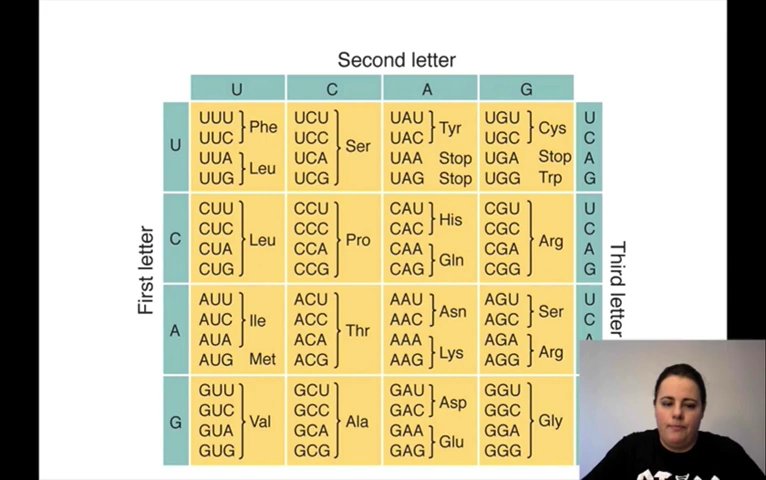 Second letter
U C A G
UUU UCU UAU UGU U
Phe Tyr Cys
UUC UCC UAC UGC C
U Ser
UUA UCA UAA Stop UGA Stop A
Leu
UUG UCG UAG Stop UGG Trp G
CUU CCU CAU CGU U
His
CUC CCC CAC CGC C
C Leu Pro Arg
CUA CCA CAA CGA A
Gln
CUG CCG CAG CGG G
First letter
Third letter
AUU ACU AAU AGU U
Ile Asn Ser
AUC ACC AAC AGC C
A Thr
AUA ACA AAA AGA
Lys Arg
AUG Met ACG AAG AGG
GUU GCU GAU GGU
Asp
GUC GCC GAC GGC
G Val Ala Gly
GUA GCA GAA GGA
Glu
GUG GCG GAG GGG